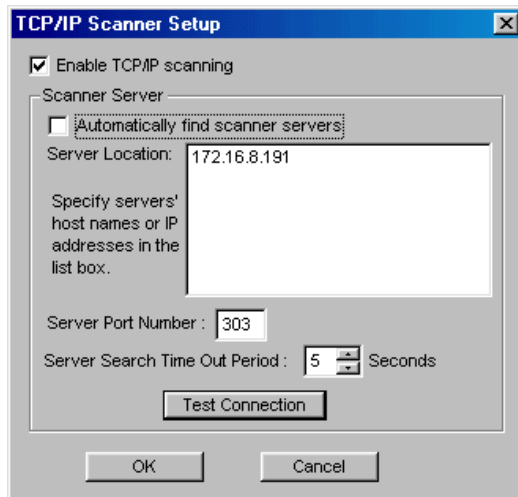 TCP/IP Scanner Setup
Enable TCP/IP scanning
Scanner Server
Automatically find scanner servers
Server Location:
172.16.8.191
Specify servers'
host names or IP
addresses in the
list box.
Server Port Number : 303
Server Search Time Out Period : 5 Seconds
Test Connection
OK Cancel